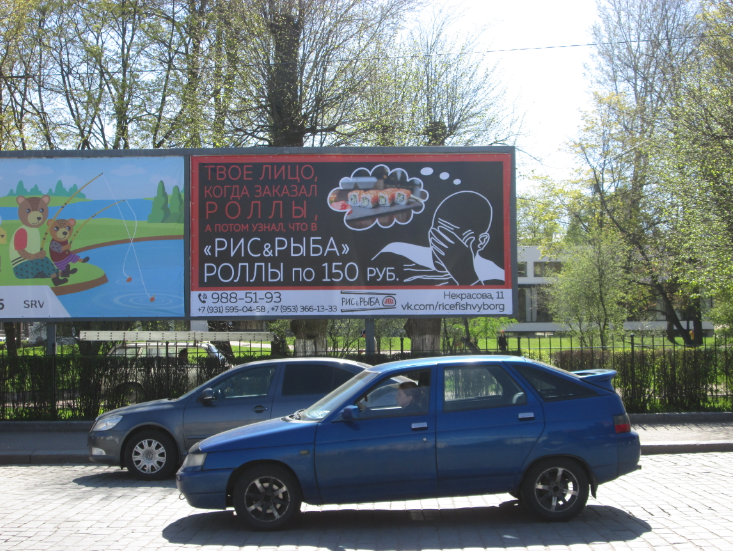 ТВОЕ ЛИЦО,
КОГДА ЗАКАЗАЛ
РОЛЛЫ,
А ПОТОМ УЗНАЛ, ЧТО В
«РИС&РЫБА»
РОЛЛЫ ПО 150 РУБ.
988-51-93
+7 (931) 995-04-58, +7 (953) 366-13-33
РИС&РЫБА
Некрасова, 11
vk.com/ricefishvyborg
SRV